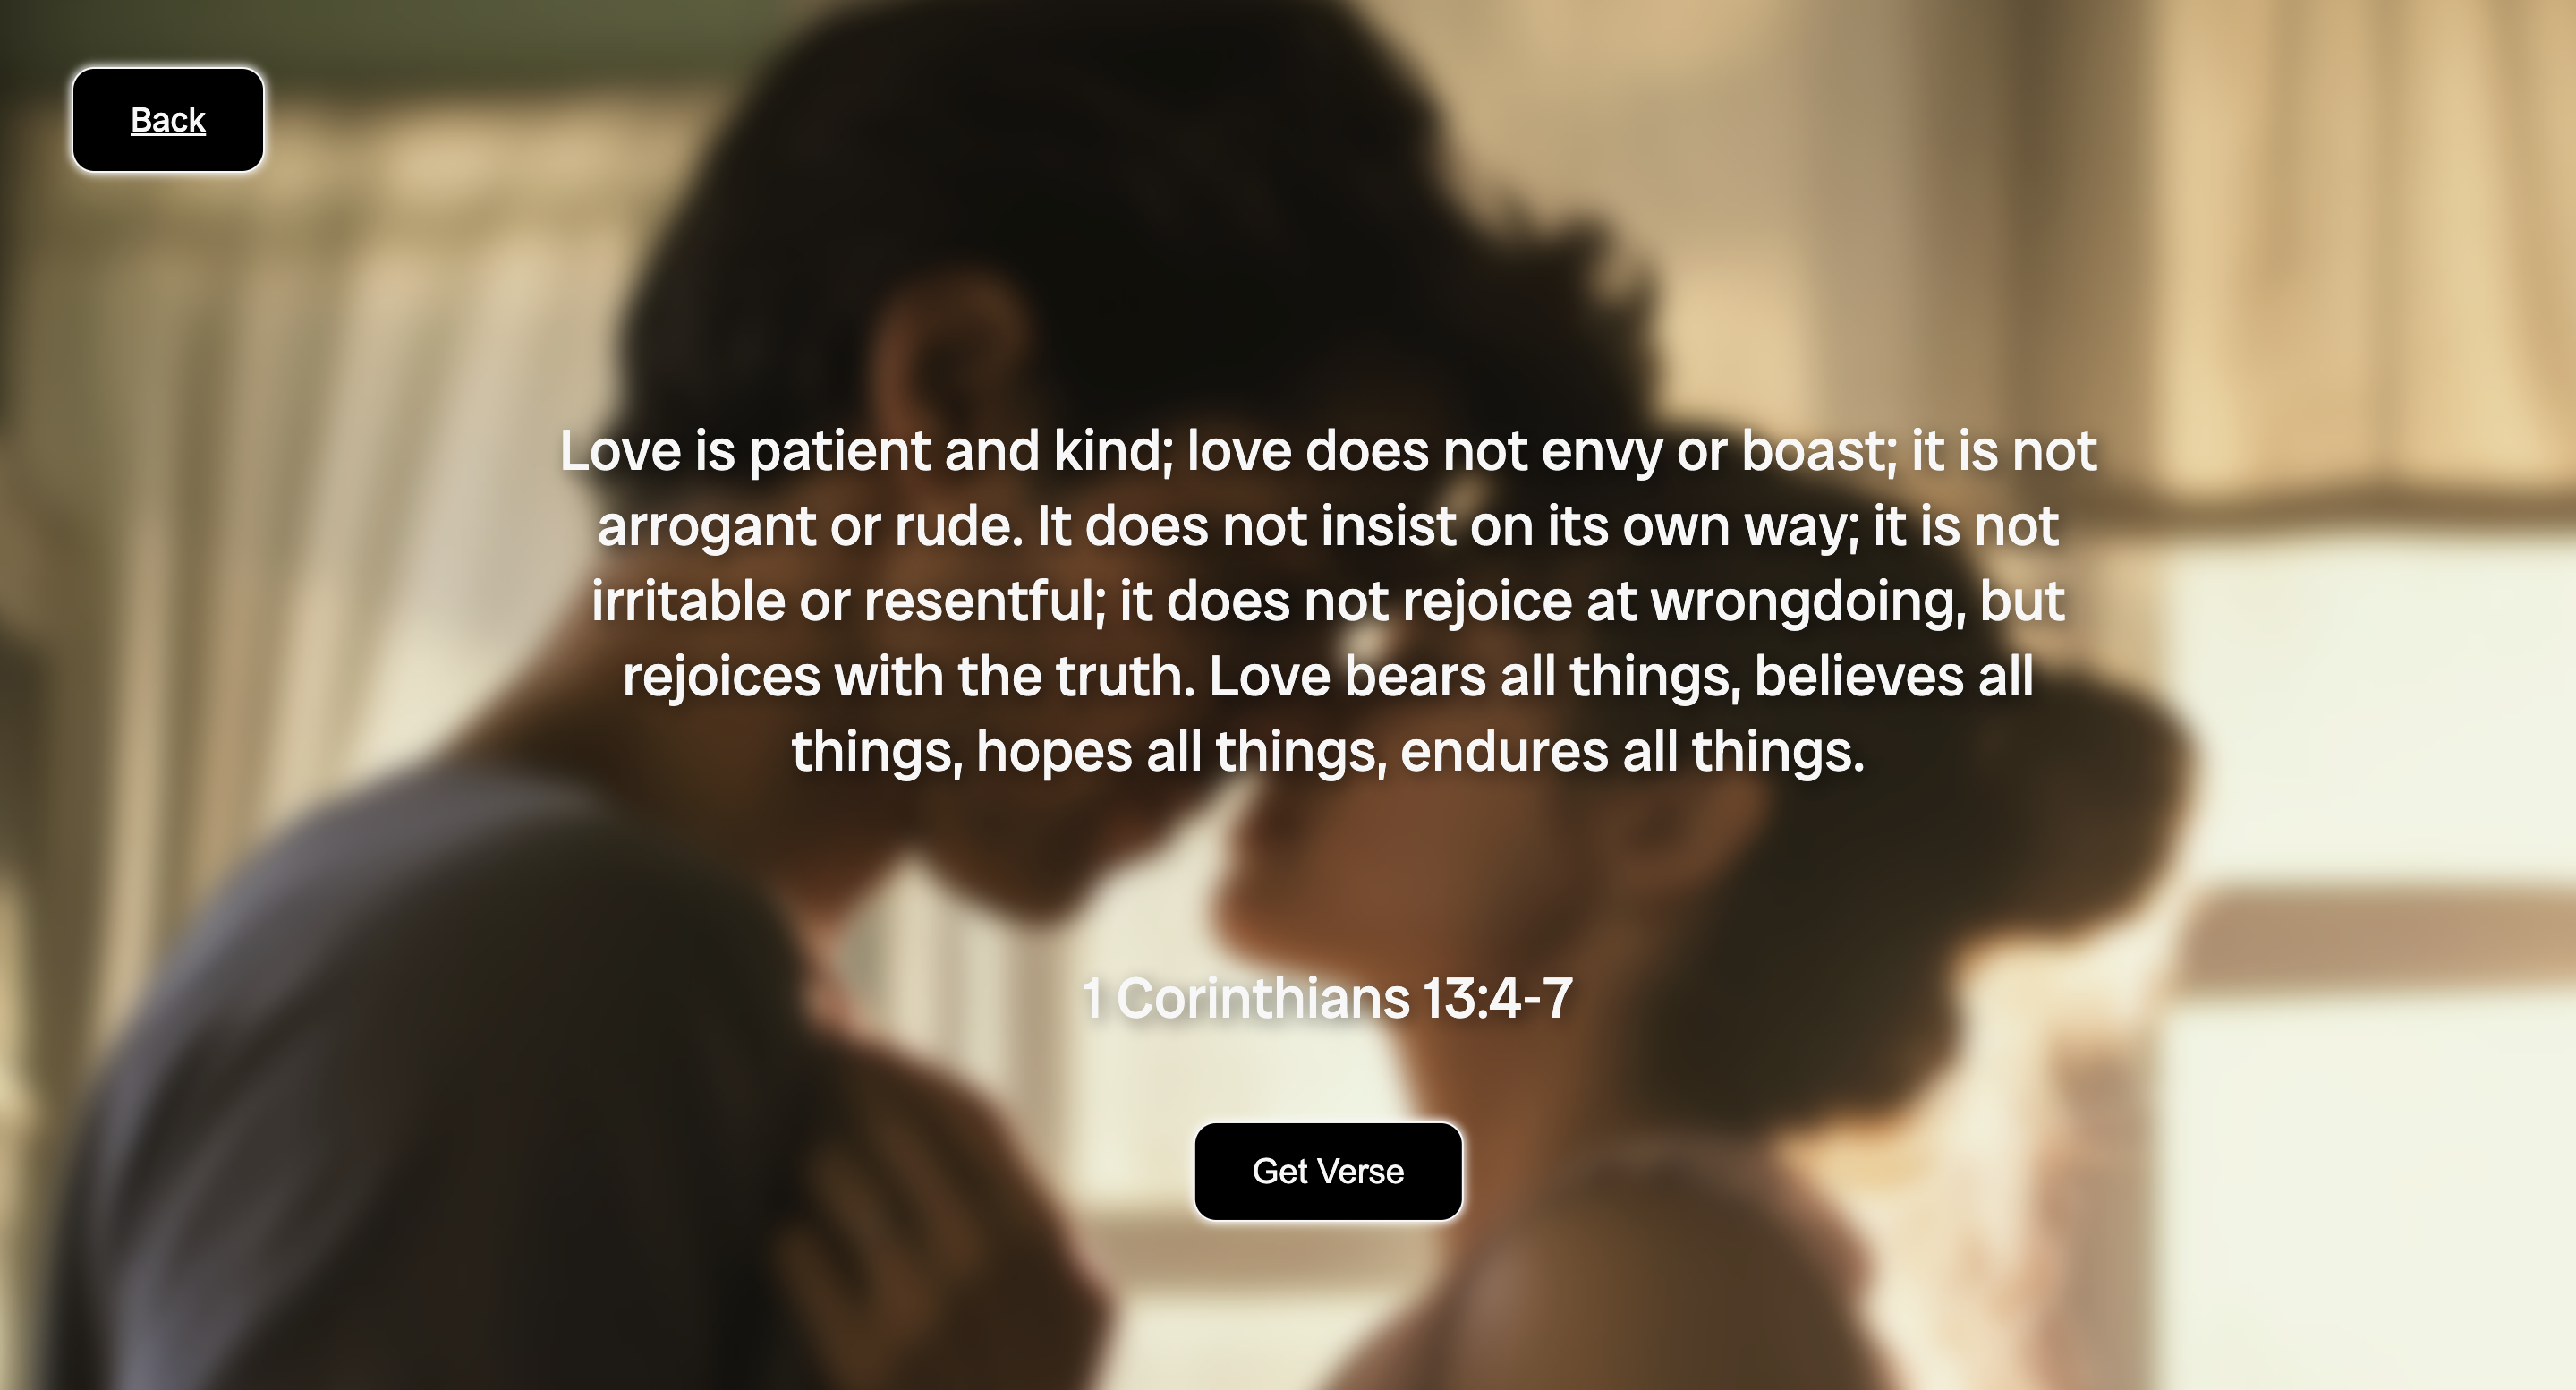 Back
Love is patient and kind; love does not envy or boast; it is not
arrogant or rude. It does not insist on its own way; it is not
irritable or resentful; it does not rejoice at wrongdoing, but
rejoices with the truth. Love bears all things, believes all
things, hopes all things, endures all things.
1 Corinthians 13:4-7
Get Verse